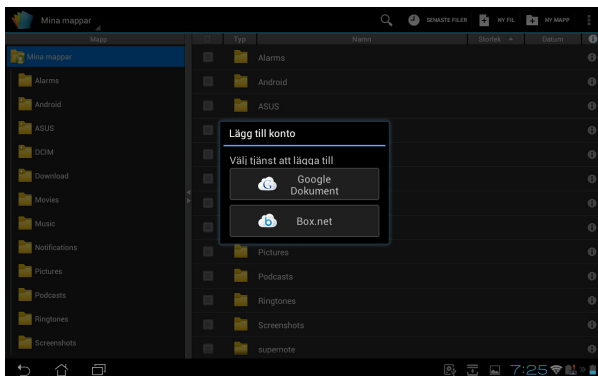 Mina mappar
SENASTE FILER
NY FIL
NY MAPP
Mapp
Typ
Namn
Storlek
Datum
Mina mappar
Alarms
Android
ASUS
DCIM
Download
Movies
Music
Notifications
Pictures
Podcasts
Ringtones
Screenshots
Alarms
Android
ASUS
Lägg till konto
Välj tjänst att lägga till
Google
Dokument
Box.net
Pictures
Podcasts
Ringtones
Screenshots
supernote
7:25